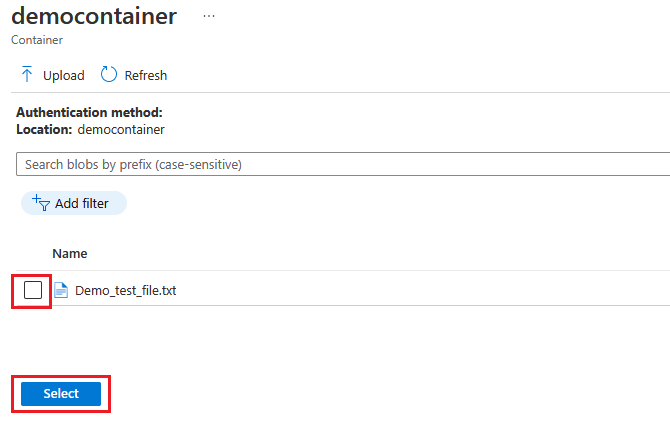 democontainer ...
Container
Upload Refresh
Authentication method:
Location: democontainer
Search blobs by prefix (case-sensitive)
Add filter
Name
Demo_test_file.txt
Select